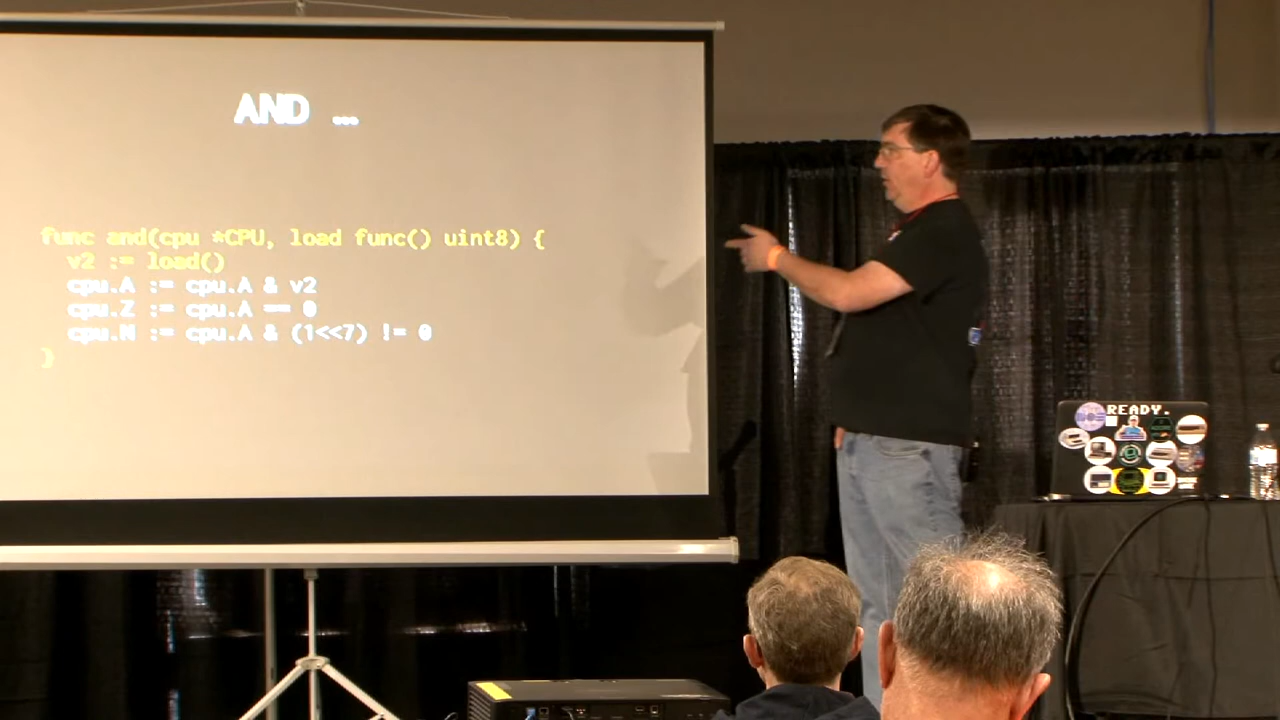 AND ...
func and(cpu *CPU, load func() uint8) {
v2 := load()
cpu.A := cpu.A & v2
cpu.Z := cpu.A == 0
cpu.N := cpu.A & (1<<7) != 0
}
READY.